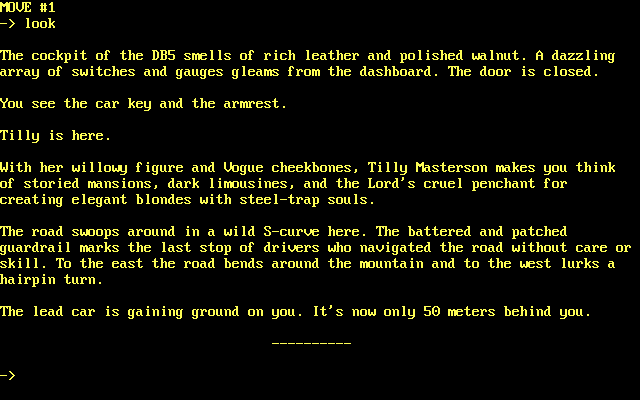 MOVE #1
-> look
The cockpit of the DB5 smells of rich leather and polished walnut. A dazzling
array of switches and gauges gleams from the dashboard. The door is closed.
You see the car key and the armrest.
Tilly is here.
With her willowy figure and Vogue cheekbones, Tilly Masterson makes you think
of storied mansions, dark limousines, and the Lord's cruel penchant for
creating elegant blondes with steel-trap souls.
The road swoops around in a wild S-curve here. The battered and patched
guardrail marks the last stop of drivers who navigated the road without care or
skill. To the east the road bends around the mountain and to the west lurks a
hairpin turn.
The lead car is gaining ground on you. It's now only 50 meters behind you.
----------
->